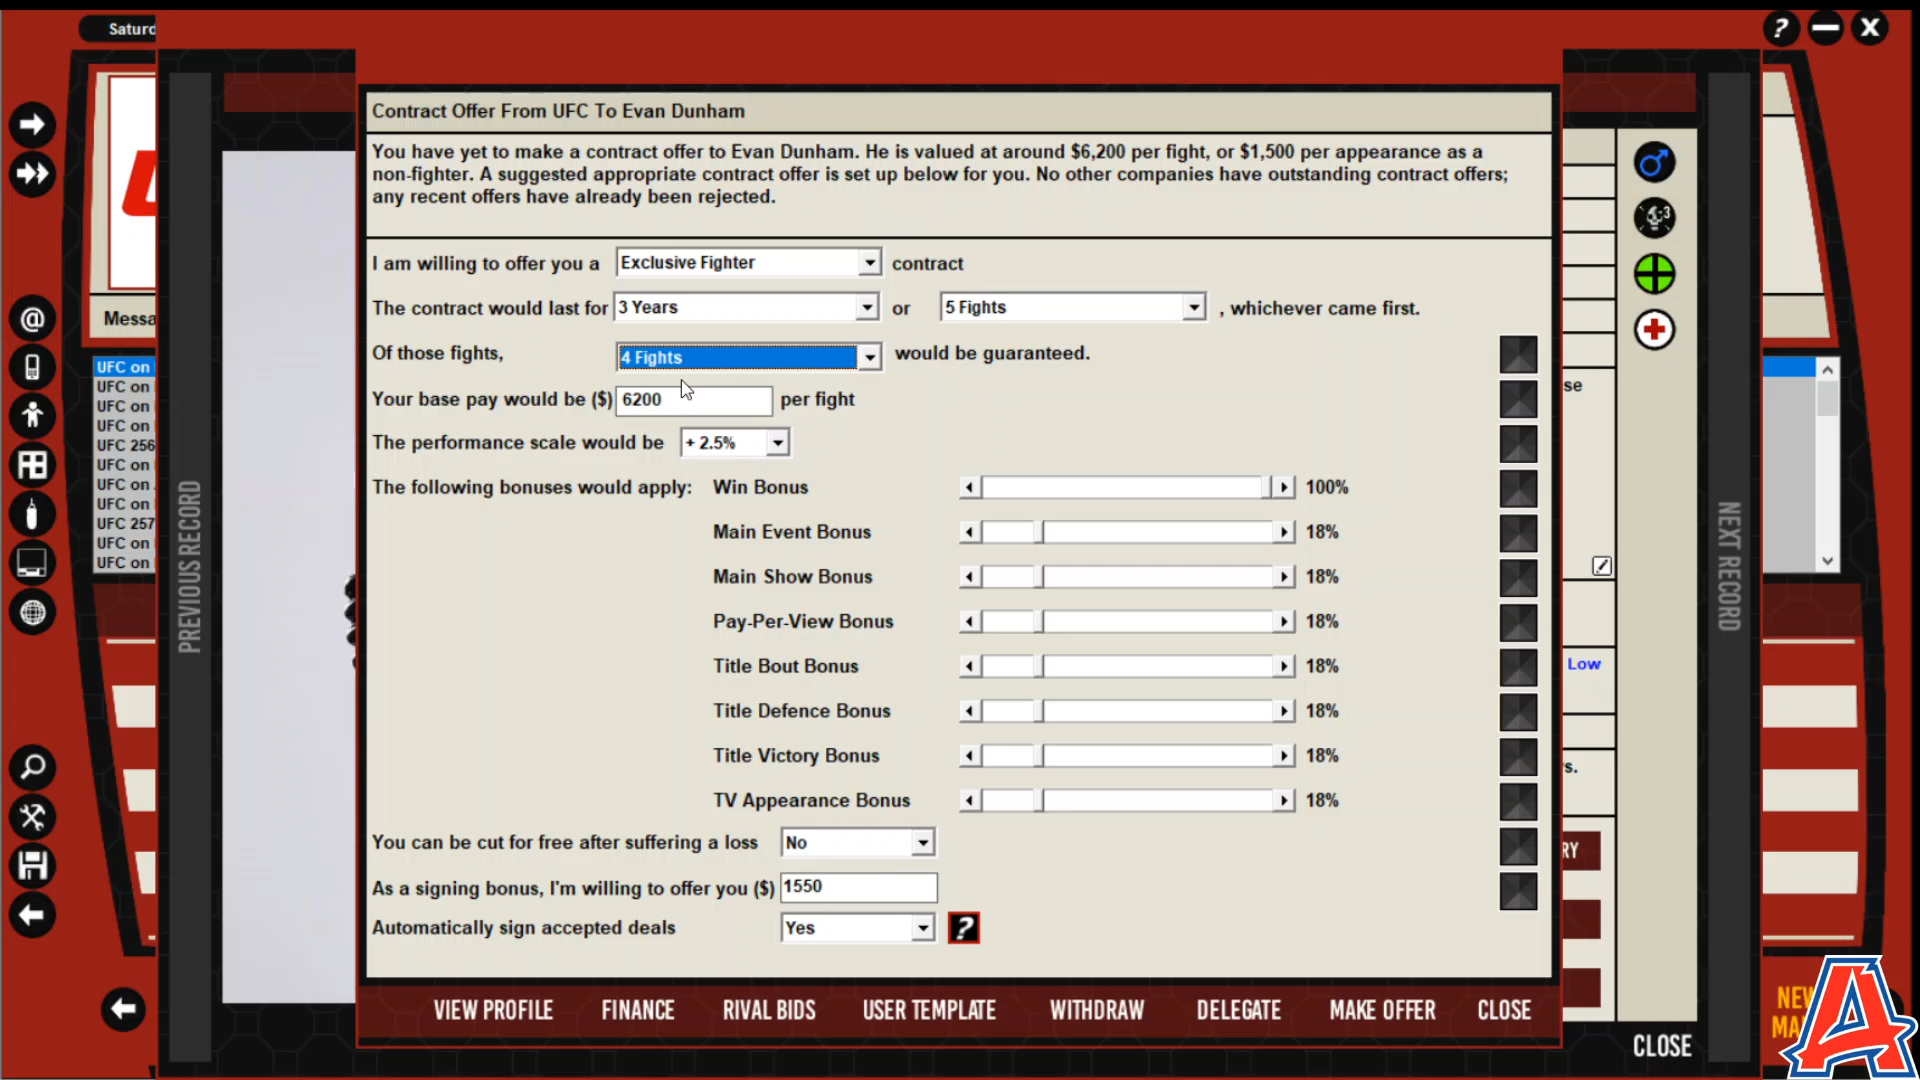 Saturd
?
X
Contract Offer From UFC To Evan Dunham
You have yet to make a contract offer to Evan Dunham. He is valued at around $6,200 per fight, or $1,500 per appearance as a
non-fighter. A suggested appropriate contract offer is set up below for you. No other companies have outstanding contract offers;
any recent offers have already been rejected.
I am willing to offer you a Exclusive Fighter contract
The contract would last for 3 Years or 5 Fights , whichever came first.
Of those fights, 4 Fights would be guaranteed.
Your base pay would be ($) 6200 per fight
The performance scale would be + 2.5%
The following bonuses would apply: Win Bonus 100%
Main Event Bonus 18%
Main Show Bonus 18%
Pay-Per-View Bonus 18%
Title Bout Bonus 18%
Title Defence Bonus 18%
Title Victory Bonus 18%
TV Appearance Bonus 18%
You can be cut for free after suffering a loss No
As a signing bonus, I'm willing to offer you ($) 1550
Automatically sign accepted deals Yes ?
VIEW PROFILE FINANCE RIVAL BIDS USER TEMPLATE WITHDRAW DELEGATE MAKE OFFER CLOSE
Messa
UFC on
UFC on
UFC on
UFC on
UFC 256
UFC on
UFC on
UFC on
UFC 257
UFC on
UFC on
PREVIOUS RECORD
NEXT RECORD
@
3
se
Low
s.
RY
CLOSE
NEW
MA
A